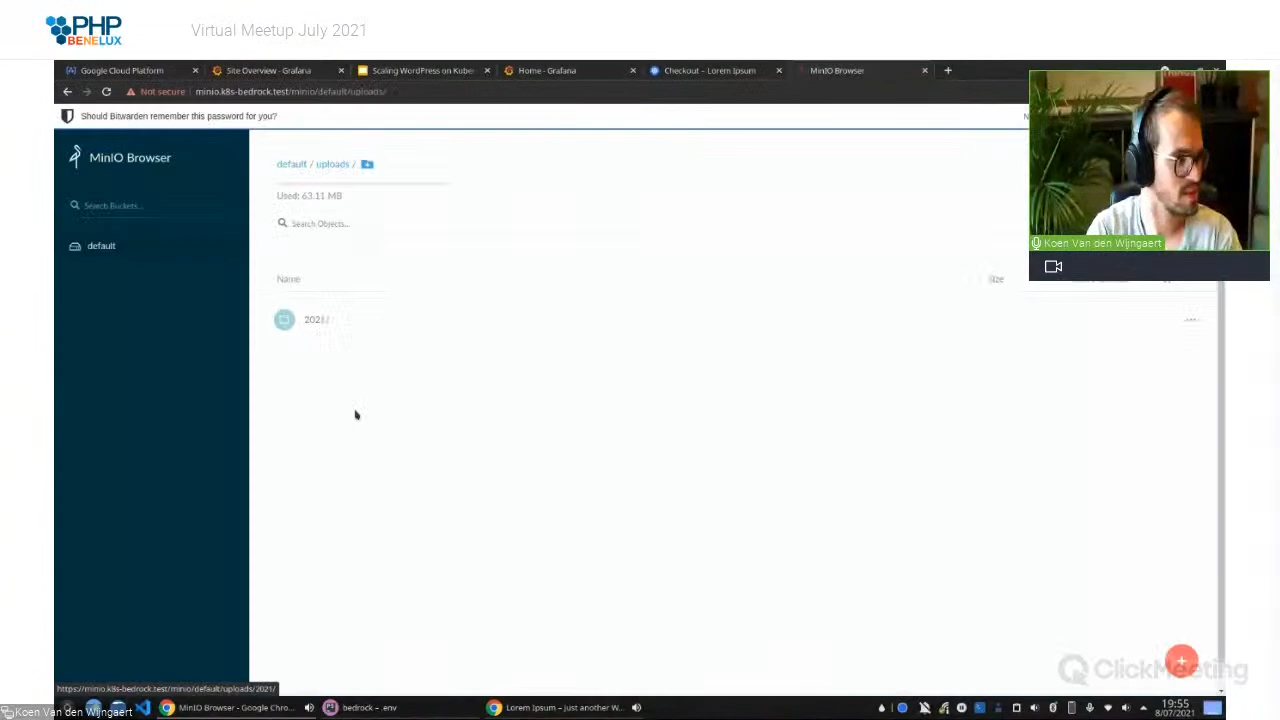 PHP
BENELUX
Virtual Meetup July 2021
Google Cloud Platform
Site Overview - Grafana
Scaling WordPress on Kube
Home - Grafana
Checkout – Lorem Ipsum
MinIO Browser
Not secure
minio.k8s-bedrock.test/minio/default/uploads/
Should Bitwarden remember this password for you?
MinIO Browser
Search Buckets...
default
default / uploads /
Used: 63.11 MB
Search Objects...
Name
Size
Koen Van den Wijngaert
ClickMeeting
https://minio.k8s-bedrock.test/minio/default/uploads/2021/
MinIO Browser - Google Chro...
bedrock – .env
Lorem Ipsum – Just another W...
19:55
8/07/2021
Koen Van den Wijngaert